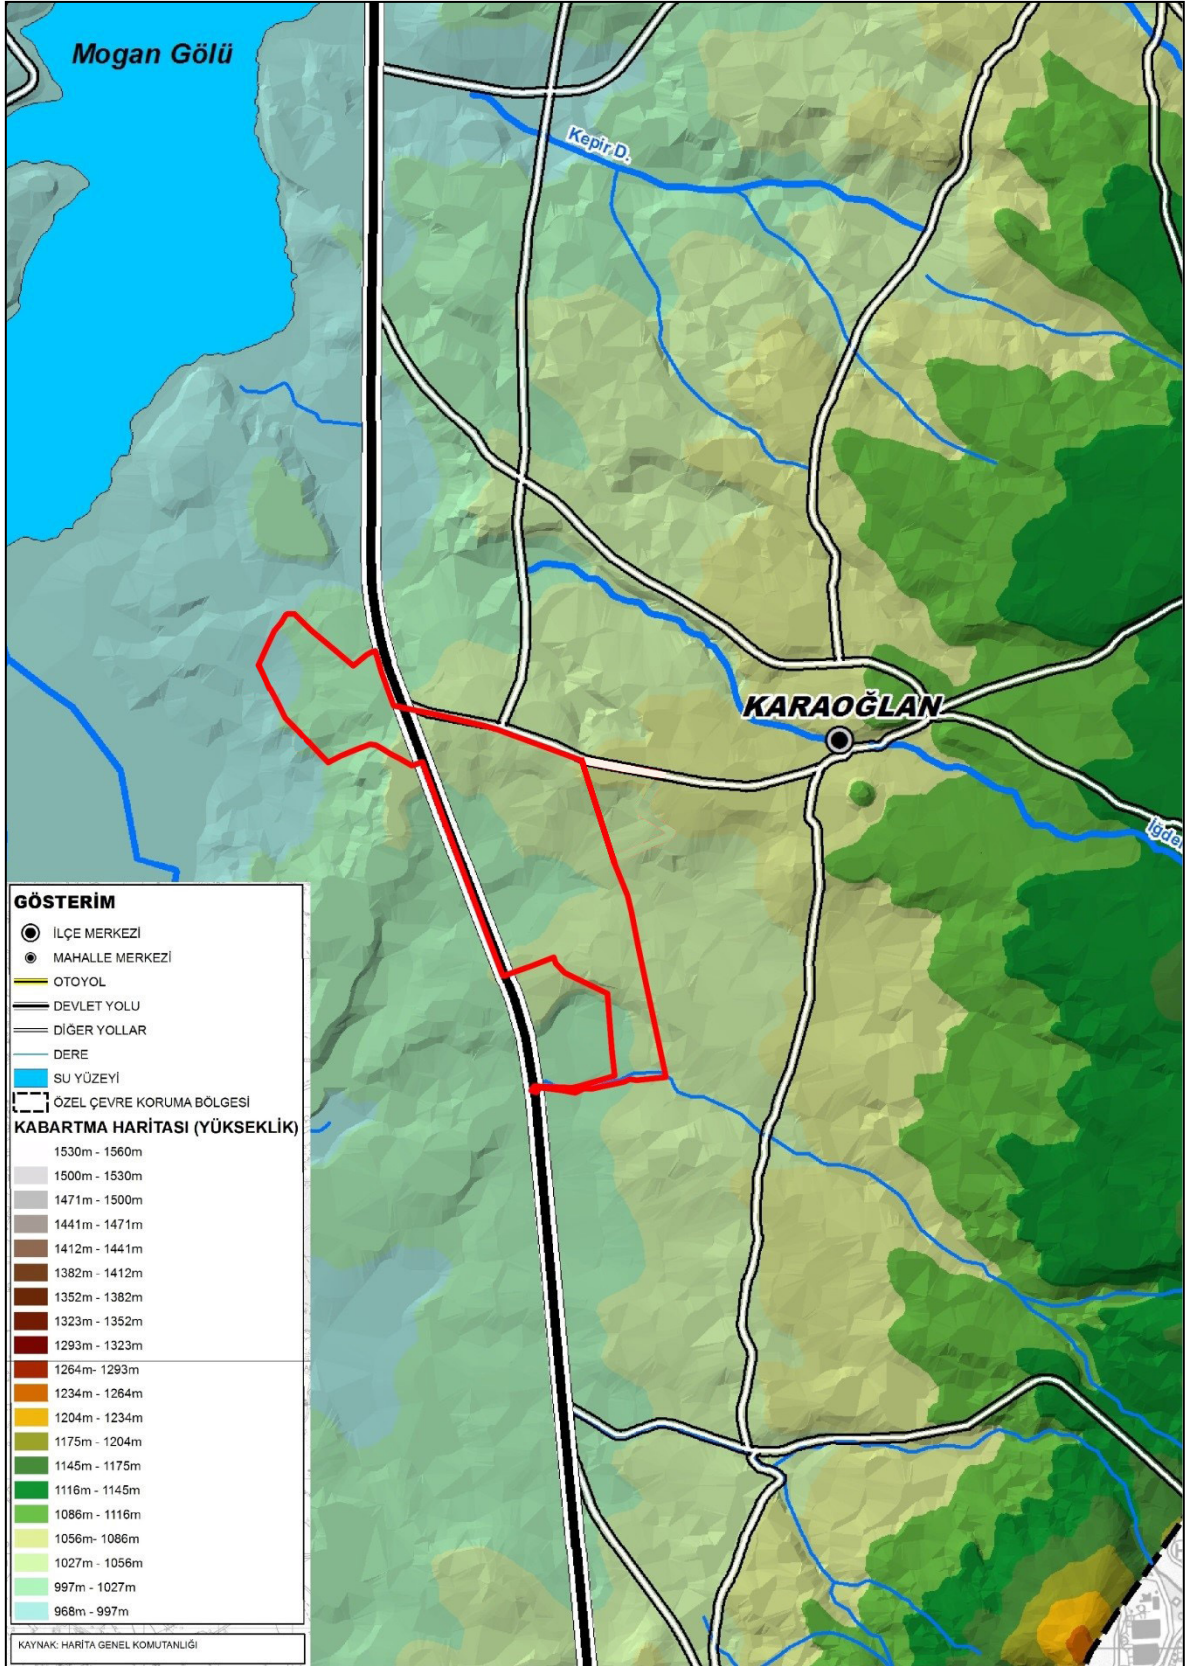 Mogan Gölü
Kepir D.
KARAOĞLAN
GÖSTERİM
İLÇE MERKEZİ
MAHALLE MERKEZİ
OTOYOL
DEVLET YOLU
DİĞER YOLLAR
DERE
SU YÜZEYİ
ÖZEL ÇEVRE KORUMA BÖLGESİ
KABARTMA HARİTASI (YÜKSEKLİK)
1530m - 1560m
1500m - 1530m
1471m - 1500m
1441m - 1471m
1412m - 1441m
1382m - 1412m
1352m - 1382m
1323m - 1352m
1293m - 1323m
1264m- 1293m
1234m - 1264m
1204m - 1234m
1175m - 1204m
1145m - 1175m
1116m - 1145m
1086m - 1116m
1056m- 1086m
1027m - 1056m
997m - 1027m
968m - 997m
KAYNAK: HARİTA GENEL KOMUTANLIĞI